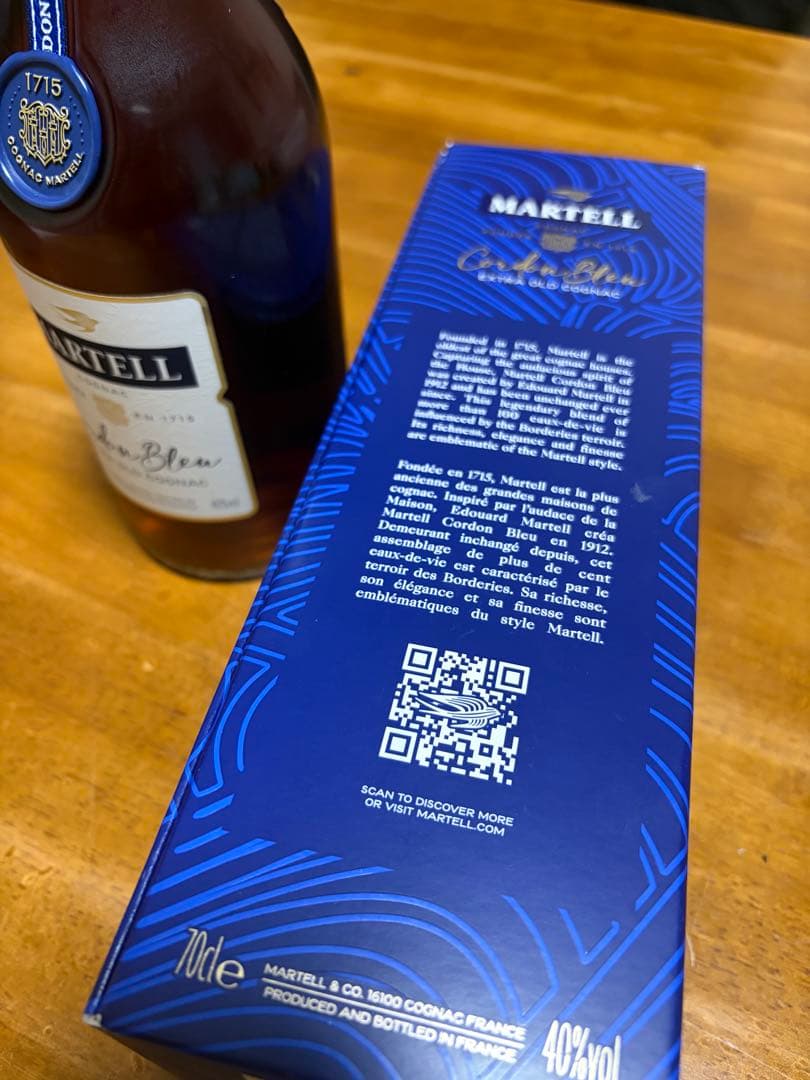 DON
1715
COGNAC MARTELL
MARTELL
COGNAC
EN 1715
Cordon Bleu
OLD COGNAC
40%vol
MARTELL
COGNAC
Cordon Bleu
EXTRA OLD COGNAC
Founded in 1715, Martell is the
oldest of the great cognac houses.
Capturing the audacious spirit of
the House, Martell Cordon Bleu
was created by Edouard Martell in
1912 and has been unchanged ever
since. This legendary blend of
more than 100 eaux-de-vie is
influenced by the Borderies terroir.
Its richness, elegance and finesse
are emblematic of the Martell style.
Fondée en 1715, Martell est la plus
ancienne des grandes maisons de
cognac. Inspiré par l'audace de la
Maison, Edouard Martell créa
Martell Cordon Bleu en 1912.
Demeurant inchangé depuis, cet
assemblage de plus de cent
eaux-de-vie est caractérisé par le
terroir des Borderies. Sa richesse,
son élégance et sa finesse sont
emblématiques du style Martell.
SCAN TO DISCOVER MORE
OR VISIT MARTELL.COM
70cl e
MARTELL & CO. 16100 COGNAC FRANCE
PRODUCED AND BOTTLED IN FRANCE
40%vol